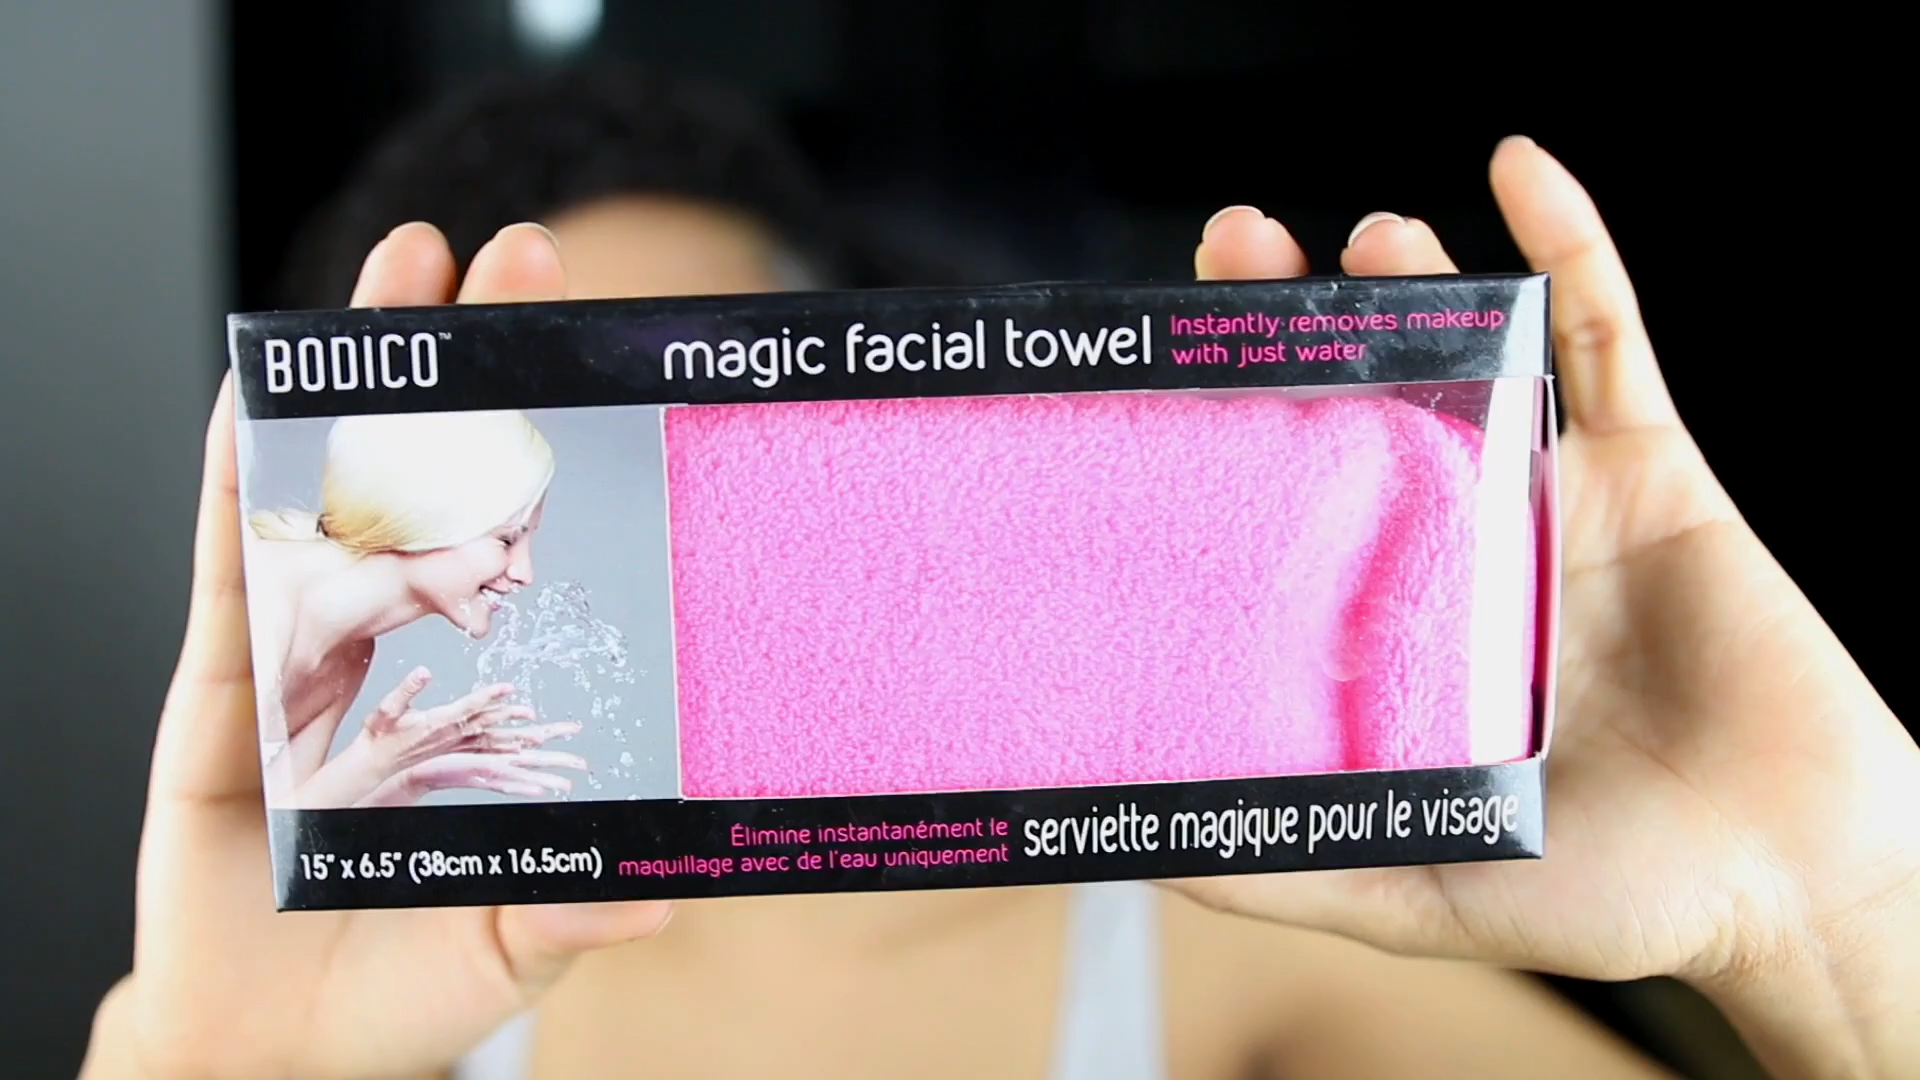 BODICO™
magic facial towel
Instantly removes makeup
with just water
15" x 6.5" (38cm x 16.5cm)
Élimine instantanément le
maquillage avec de l'eau uniquement
serviette magique pour le visage